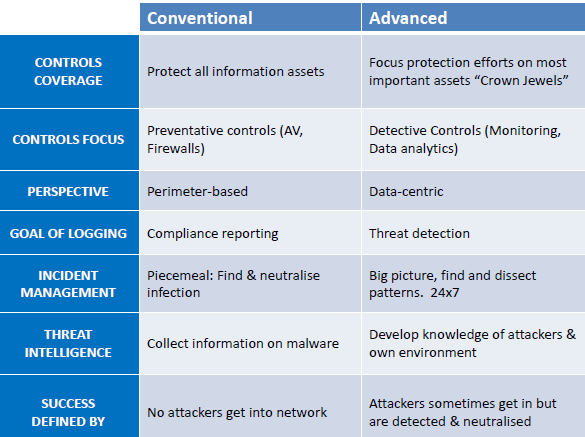 Conventional
Advanced
CONTROLS
COVERAGE
Protect all information assets
Focus protection efforts on most
important assets “Crown Jewels”
CONTROLS FOCUS
Preventative controls (AV,
Firewalls)
Detective Controls (Monitoring,
Data analytics)
PERSPECTIVE
Perimeter-based
Data-centric
GOAL OF LOGGING
Compliance reporting
Threat detection
INCIDENT
MANAGEMENT
Piecemeal: Find & neutralise
infection
Big picture, find and dissect
patterns.  24x7
THREAT
INTELLIGENCE
Collect information on malware
Develop knowledge of attackers &
own environment
SUCCESS
DEFINED BY
No attackers get into network
Attackers sometimes get in but
are detected & neutralised